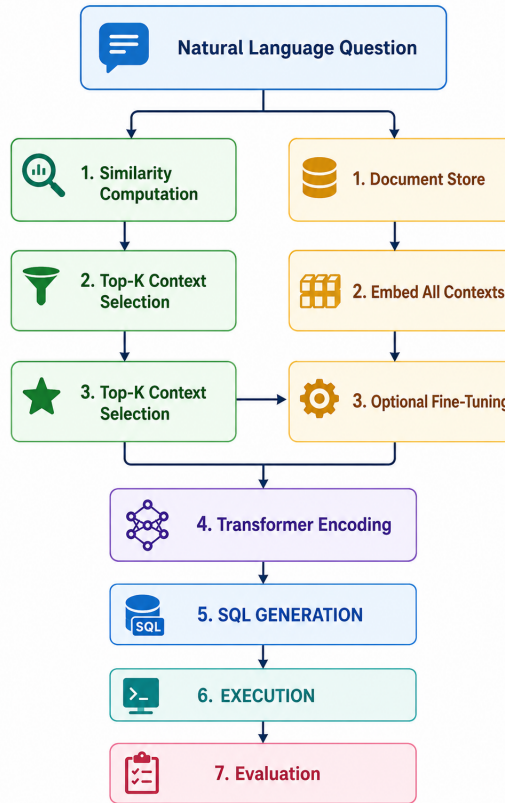 Natural Language Question
1. Similarity
Computation
1. Document Store
2. Top-K Context
Selection
2. Embed All Contexts
3. Top-K Context
Selection
3. Optional Fine-Tuning
4. Transformer Encoding
SQL
5. SQL GENERATION
6. EXECUTION
7. Evaluation